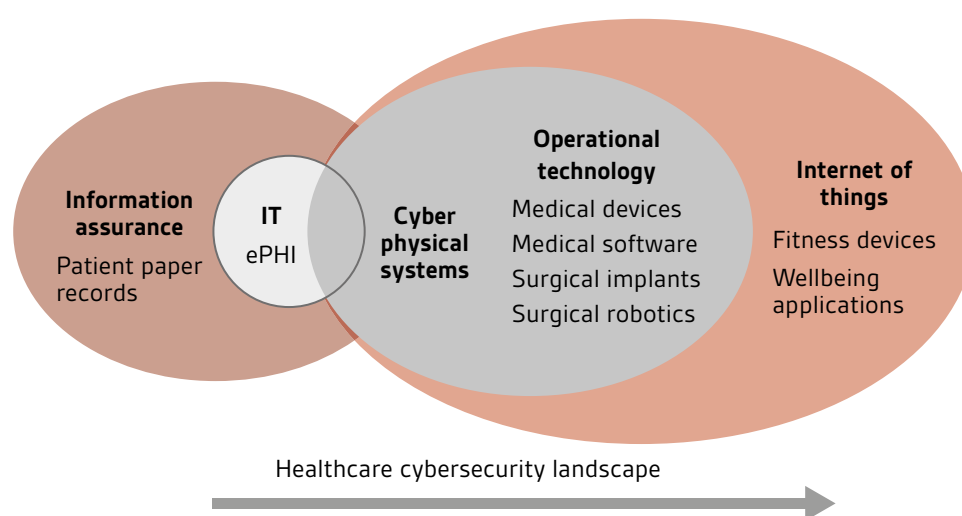 Information
assurance
Patient paper
records
IT
ePHI
Cyber
physical
systems
Operational
technology
Medical devices
Medical software
Surgical implants
Surgical robotics
Internet of
things
Fitness devices
Wellbeing
applications
Healthcare cybersecurity landscape